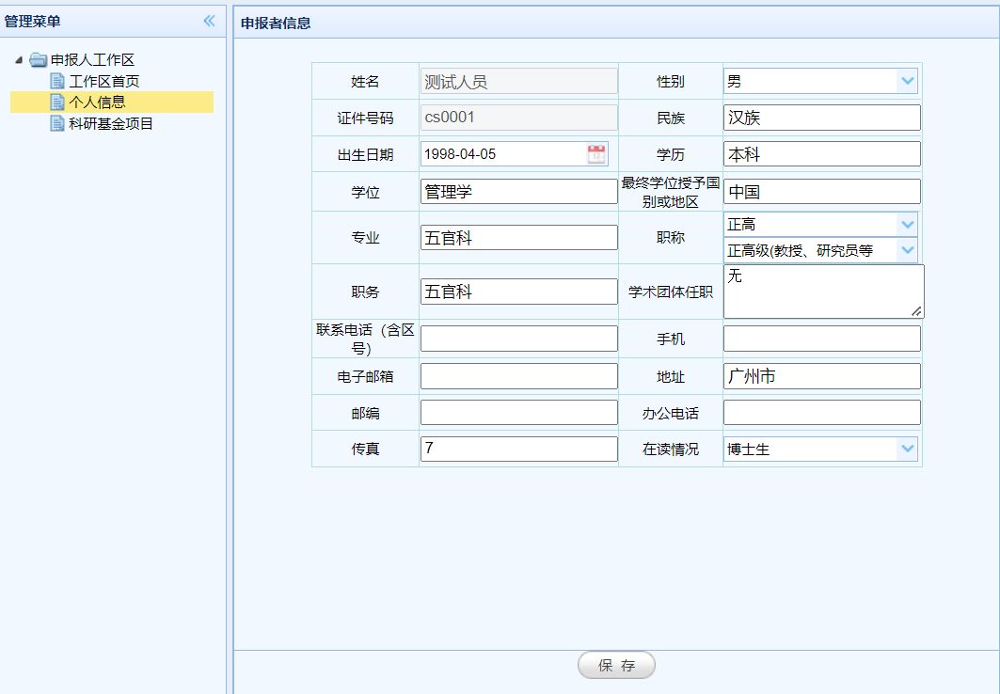 管理菜单
申报人工作区
工作区首页
个人信息
科研基金项目
申报者信息
姓名 测试人员 性别 男
证件号码 cs0001 民族 汉族
出生日期 1998-04-05 学历 本科
学位 管理学 最终学位授予国
别或地区 中国
专业 五官科 职称 正高
正高级(教授、研究员等
职务 五官科 学术团体任职 无
联系电话（含区
号） 手机
电子邮箱 地址 广州市
邮编 办公电话
传真 7 在读情况 博士生
保 存